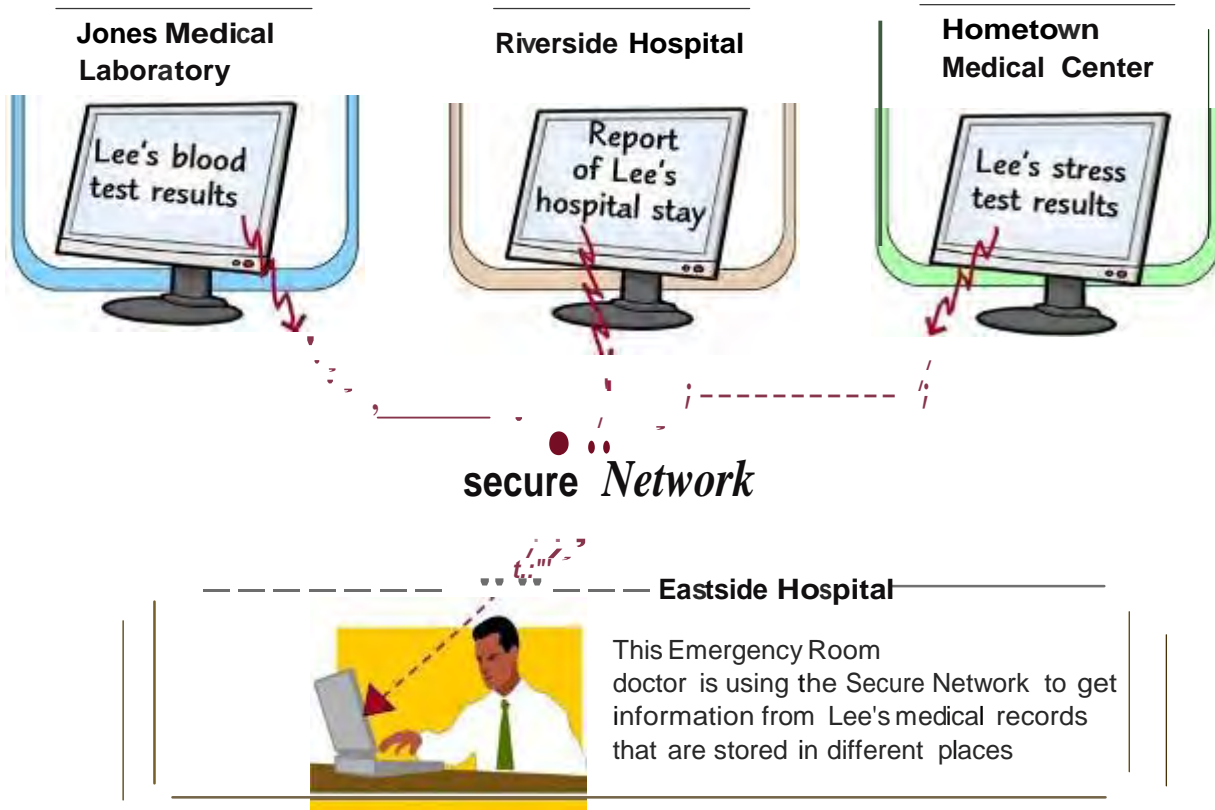 Jones Medical
Laboratory
Riverside Hospital
Hometown
Medical Center
Lee's blood
test results
Report
of Lee's
hospital stay
Lee's stress
test results
secure Network
Eastside Hospital
This Emergency Room
doctor is using the Secure Network to get
information from Lee's medical records
that are stored in different places